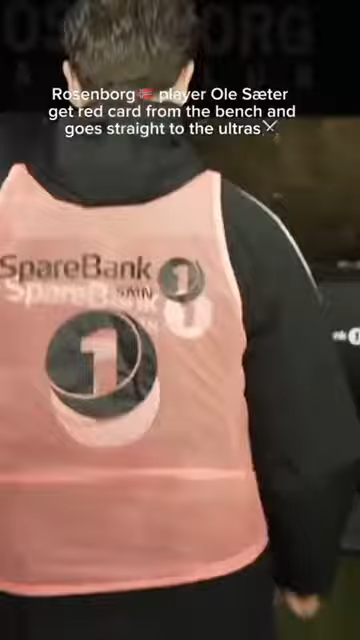 Rosenborg🇳🇴 player Ole Sæter
get red card from the bench and
goes straight to the ultras⚔️
SpareBank 1
SpareBank 1
SMN
1